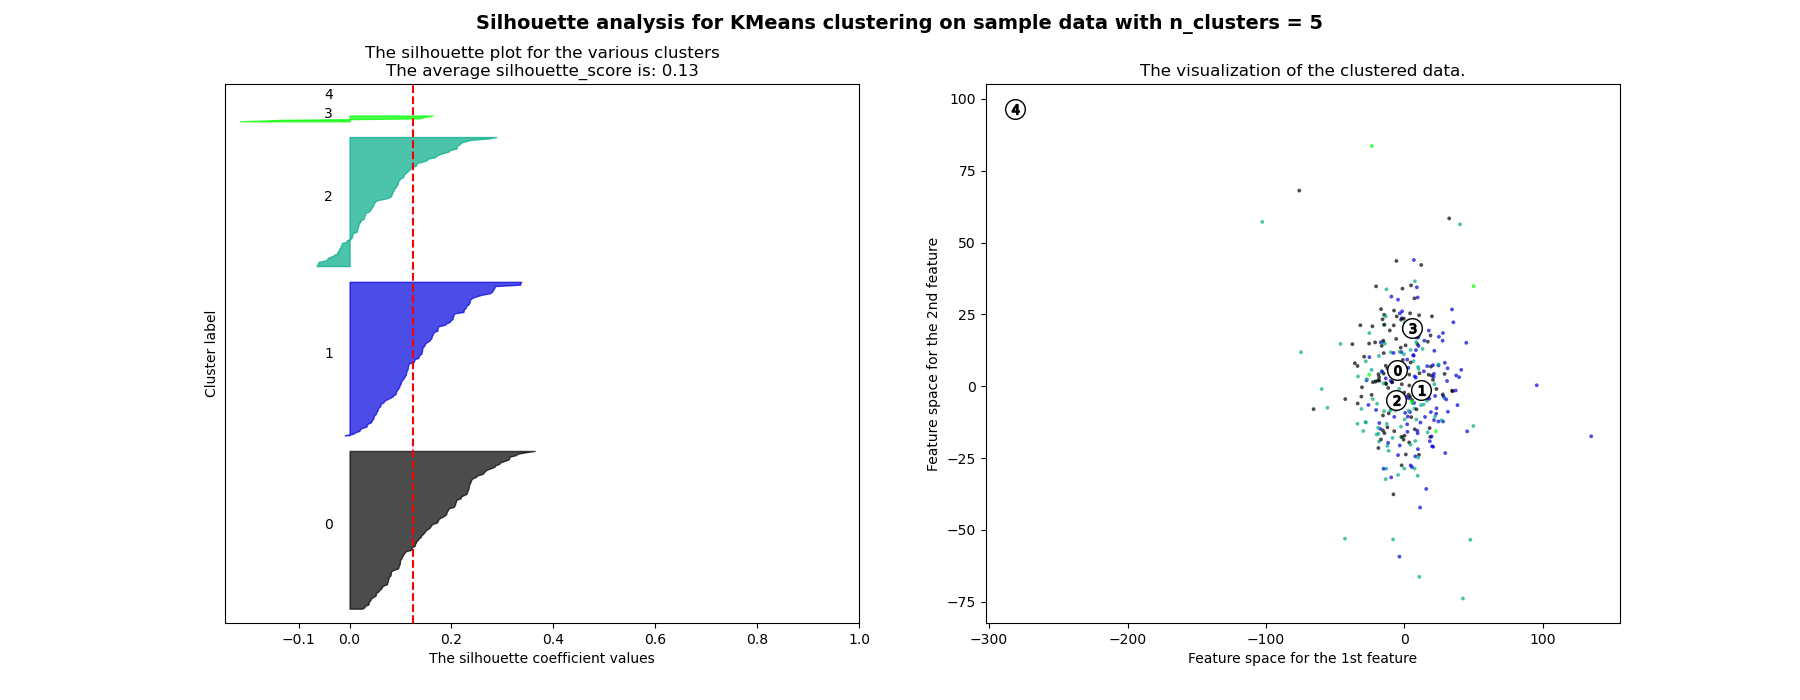 Silhouette analysis for KMeans clustering on sample data with n_clusters = 5
The silhouette plot for the various clusters
The average silhouette_score is: 0.13
4
3
2
1
0
Cluster label
−0.1 0.0 0.2 0.4 0.6 0.8 1.0
The silhouette coefficient values
The visualization of the clustered data.
100
75
50
25
0
−25
−50
−75
Feature space for the 2nd feature
4
3
0
1
2
−300 −200 −100 0 100
Feature space for the 1st feature